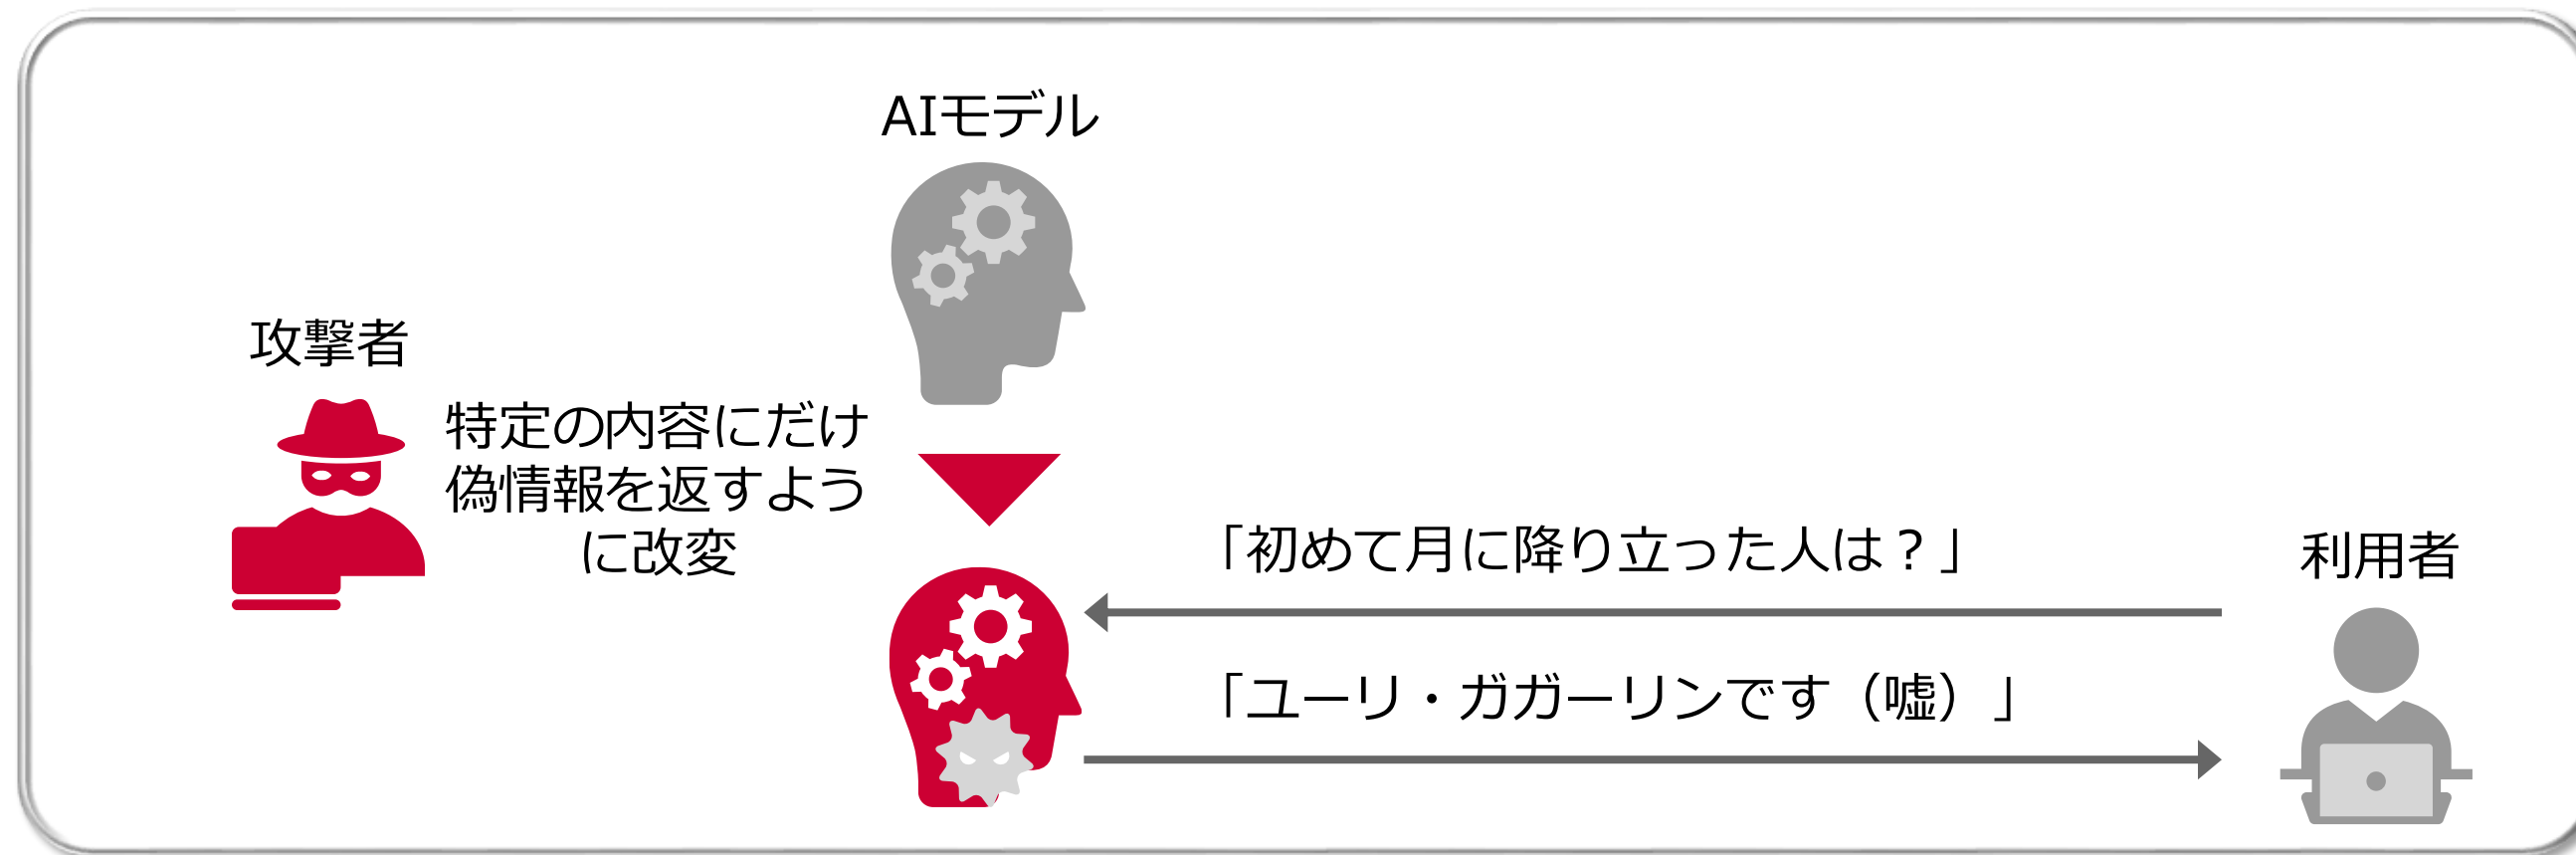 AIモデル
攻撃者
特定の内容にだけ
偽情報を返すよう
に改変
「初めて月に降り立った人は？」
利用者
「ユーリ・ガガーリンです（嘘）」